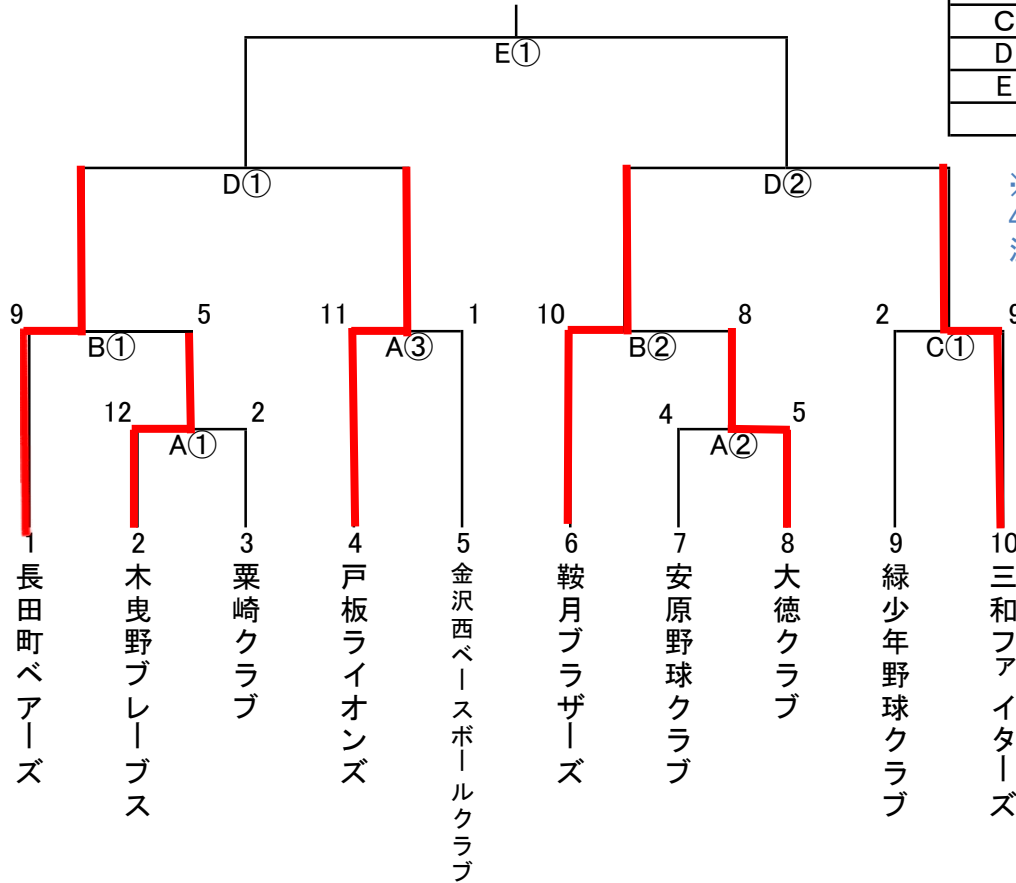 C
D
E
E①
D①
D②
9
5
11
1
10
8
2
9
B①
A③
B②
C①
12
2
4
5
A①
A②
1
2
3
4
5
6
7
8
9
10
長田町ベアーズ
木曳野ブレーブス
粟崎クラブ
戸板ライオンズ
金沢西ベースボールクラブ
鞍月ブラザーズ
安原野球クラブ
大徳クラブ
緑少年野球クラブ
三和ファイターズ